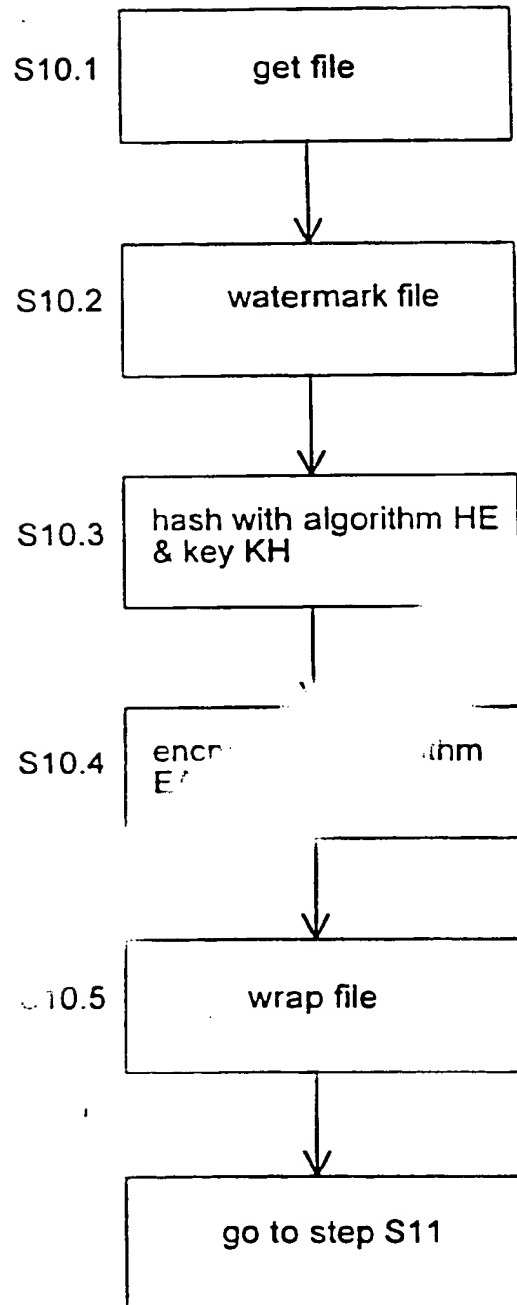 S10.1
get file
S10.2
watermark file
S10.3
hash with algorithm HE
& key KH
S10.4
wrap file
go to step S11